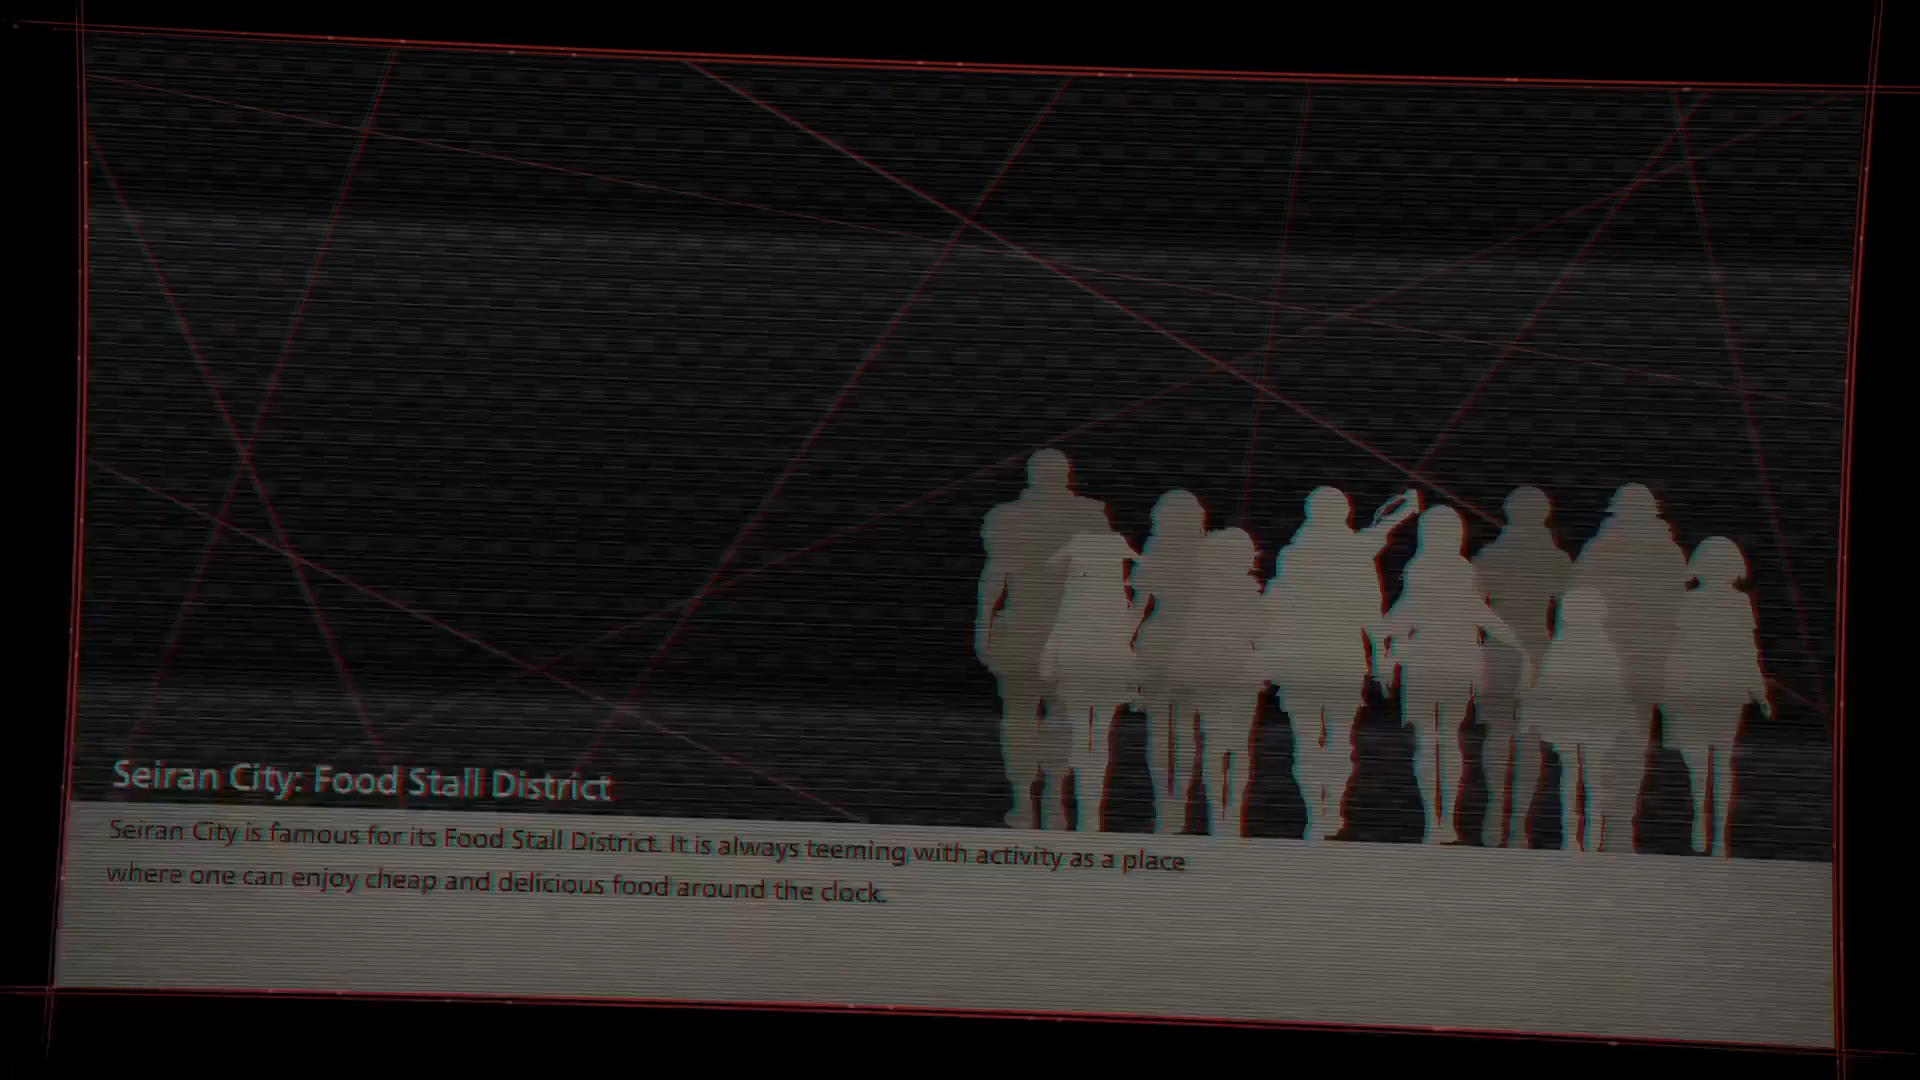 Seiran City: Food Stall District
Seiran City is famous for its Food Stall District. It is always teeming with activity as a place
where one can enjoy cheap and delicious food around the clock.